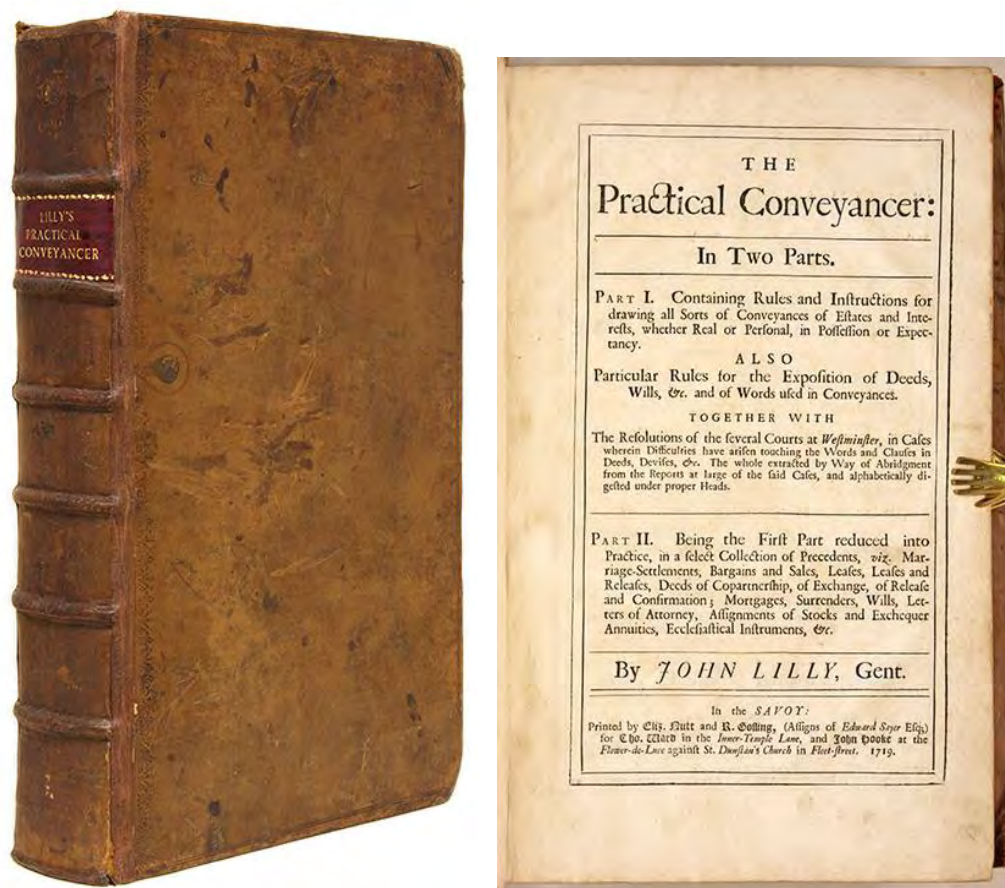 LILLY'S
PRACTICAL
CONVEYANCER
THE
Practical Conveyancer:
In Two Parts.
PART I. Containing Rules and Inſtructions for
drawing all Sorts of Conveyances of Eſtates and Inte-
reſts, whether Real or Perſonal, in Poſſeſſion or Expec-
tancy.
ALSO
Particular Rules for the Expoſition of Deeds,
Wills, &c. and of Words uſed in Conveyances.
TOGETHER WITH
The Reſolutions of the ſeveral Courts at Weſtminſter, in Caſes
wherein Difficulties have ariſen touching the Words and Clauſes in
Deeds, Deviſes, &c. The whole extracted by Way of Abridgment
from the Reports at large of the ſaid Caſes, and alphabetically di-
geſted under proper Heads.
PART II. Being the Firſt Part reduced into
Practice, in a ſelect Collection of Precedents, viz. Mar-
riage-Settlements, Bargains and Sales, Leaſes, Leaſes and
Releaſes, Deeds of Copartnerſhip, of Exchange, of Releaſe
and Confirmation; Mortgages, Surrenders, Wills, Let-
ters of Attorney, Aſſignments of Stocks and Exchequer
Annuities, Eccleſiaſtical Inſtruments, &c.
By JOHN LILLY, Gent.
In the SAVOY:
Printed by Eliz. Nutt and R. Goſling, (Aſſigns of Edward Sayer Eſq;)
for Tho. Ward in the Inner-Temple Lane, and John Hooke at the
Flower-de-Luce againſt St. Dunſtan's Church in Fleet-ſtreet. 1719.